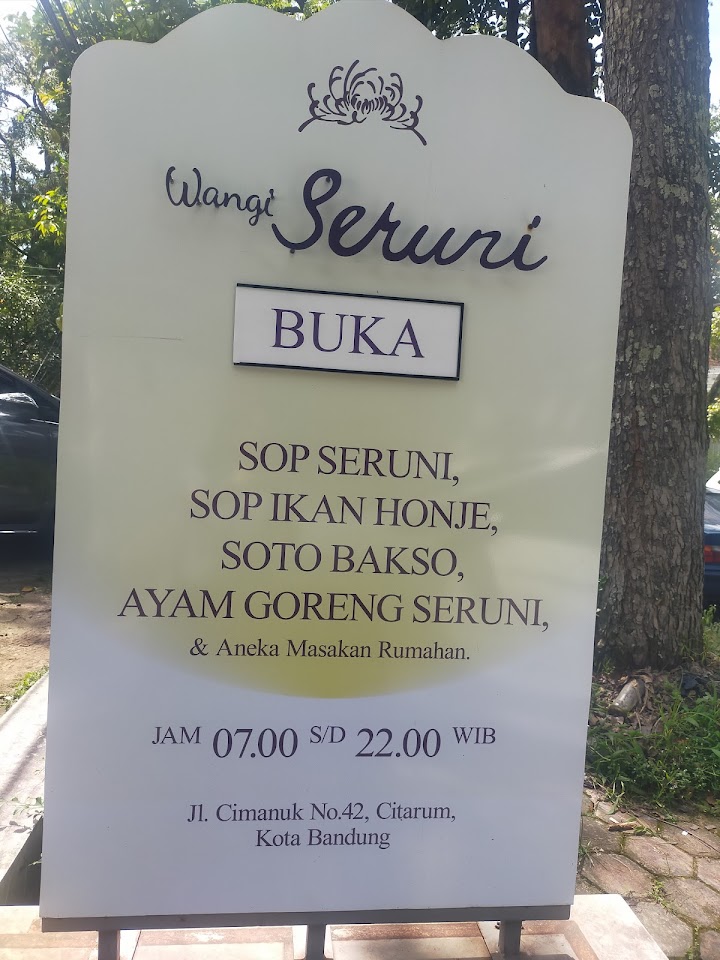 Wangi Seruni
BUKA
SOP SERUNI,
SOP IKAN HONJE,
SOTO BAKSO,
AYAM GORENG SERUNI,
& Aneka Masakan Rumahan.
JAM 07.00 S/D 22.00 WIB
Jl. Cimanuk No.42, Citarum,
Kota Bandung